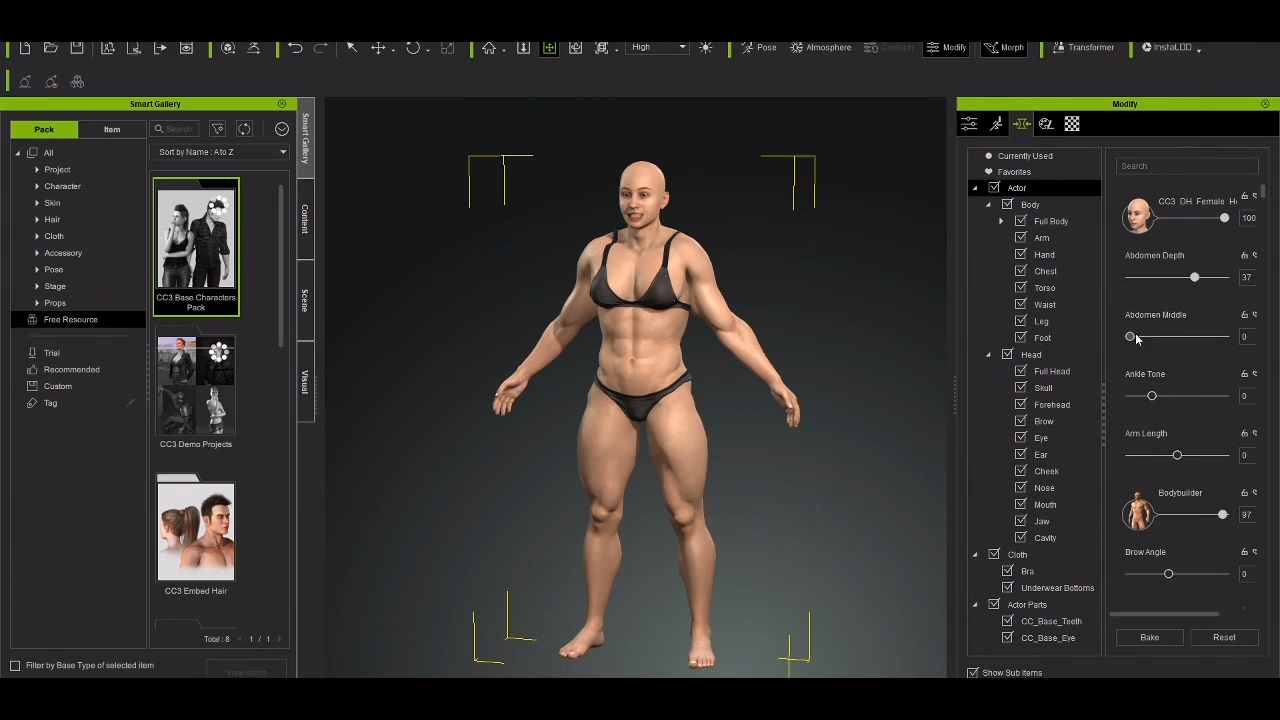 High
Pose
Atmosphere
Conform
Modify
Morph
Transformer
InstaLOD
Smart Gallery
Pack
Item
Search
Sort by Name : A to Z
All
Project
Character
Skin
Hair
Cloth
Accessory
Pose
Stage
Props
Free Resource
Trial
Recommended
Custom
Tag
CC3 Base Characters
Pack
CC3 Demo Projects
CC3 Embed Hair
Total : 8 1 / 1
Filter by Base Type of selected item
View Items
Smart Gallery
Content
Scene
Visual
Modify
Currently Used
Favorites
Actor
Body
Full Body
Arm
Hand
Chest
Torso
Waist
Leg
Foot
Head
Full Head
Skull
Forehead
Brow
Eye
Ear
Cheek
Nose
Mouth
Jaw
Cavity
Cloth
Bra
Underwear Bottoms
Actor Parts
CC_Base_Teeth
CC_Base_Eye
Show Sub Items
Search
CC3 DH Female
100
Abdomen Depth
37
Abdomen Middle
0
Ankle Tone
0
Arm Length
0
Bodybuilder
97
Brow Angle
0
Bake
Reset